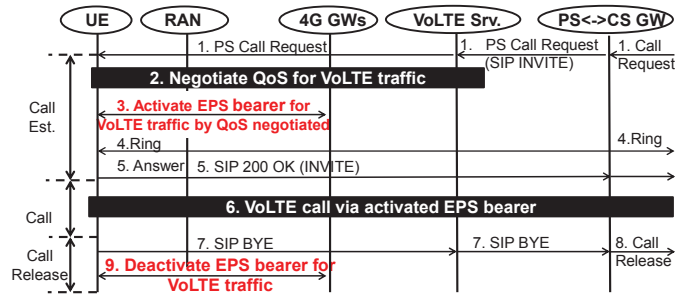 UE RAN 4G GWs VoLTE Srv. PS<->CS GW
1. PS Call Request 1. PS Call Request 1. Call
(SIP INVITE) Request
2. Negotiate QoS for VoLTE traffic
Call
Est.
3. Activate EPS bearer for
VoLTE traffic by QoS negotiated
4.Ring 4.Ring
5. Answer 5. SIP 200 OK (INVITE)
Call
6. VoLTE call via activated EPS bearer
Call
Release
7. SIP BYE 7. SIP BYE 8. Call
Release
9. Deactivate EPS bearer for
VoLTE traffic